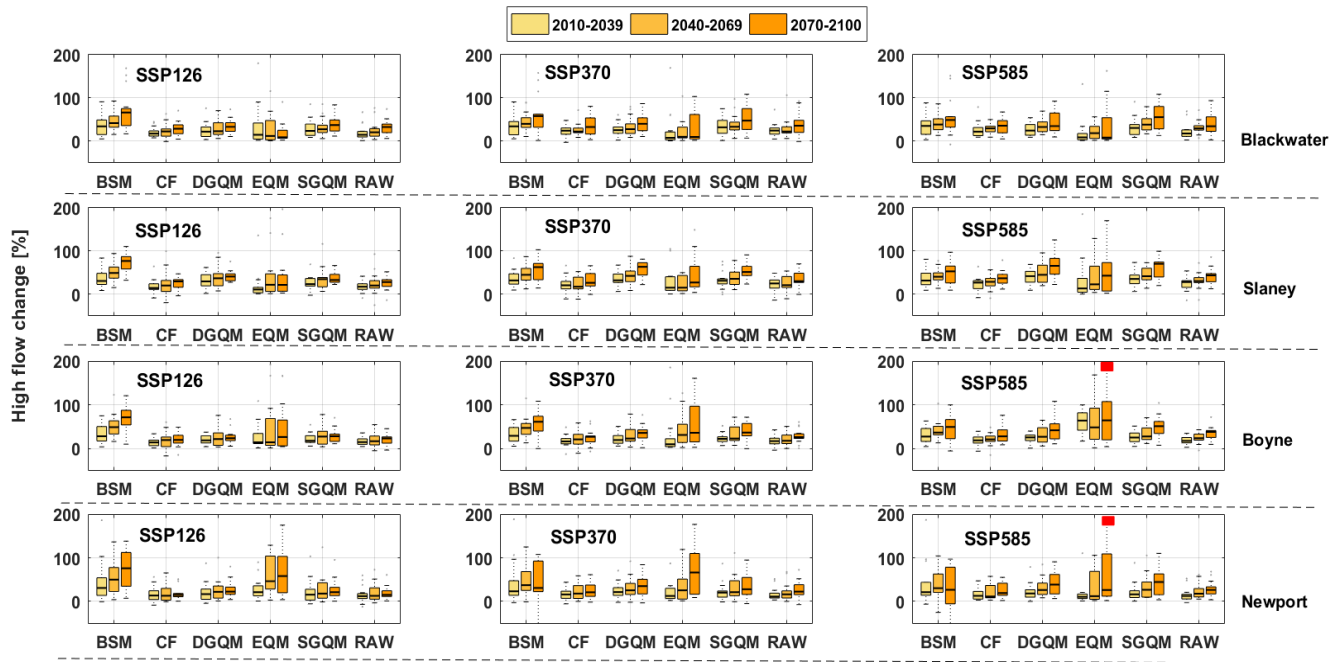 2010-2039 2040-2069 2070-2100
High flow change [%]
200 SSP126 200 SSP370 200 SSP585
100 100 100
0 0 0
Blackwater
BSM CF DGQM EQM SGQM RAW BSM CF DGQM EQM SGQM RAW BSM CF DGQM EQM SGQM RAW
200 SSP126 200 SSP370 200 SSP585
100 100 100
0 0 0
Slaney
BSM CF DGQM EQM SGQM RAW BSM CF DGQM EQM SGQM RAW BSM CF DGQM EQM SGQM RAW
200 SSP126 200 SSP370 200 SSP585
100 100 100
0 0 0
Boyne
BSM CF DGQM EQM SGQM RAW BSM CF DGQM EQM SGQM RAW BSM CF DGQM EQM SGQM RAW
200 SSP126 200 SSP370 200 SSP585
100 100 100
0 0 0
Newport
BSM CF DGQM EQM SGQM RAW BSM CF DGQM EQM SGQM RAW BSM CF DGQM EQM SGQM RAW